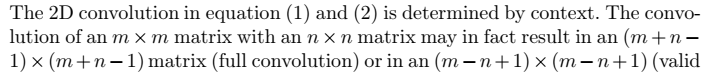 The 2D convolution in equation (1) and (2) is determined by context. The convo-
lution of an m × m matrix with an n × n matrix may in fact result in an (m + n −
1) × (m + n − 1) matrix (full convolution) or in an (m − n + 1) × (m − n + 1) (valid